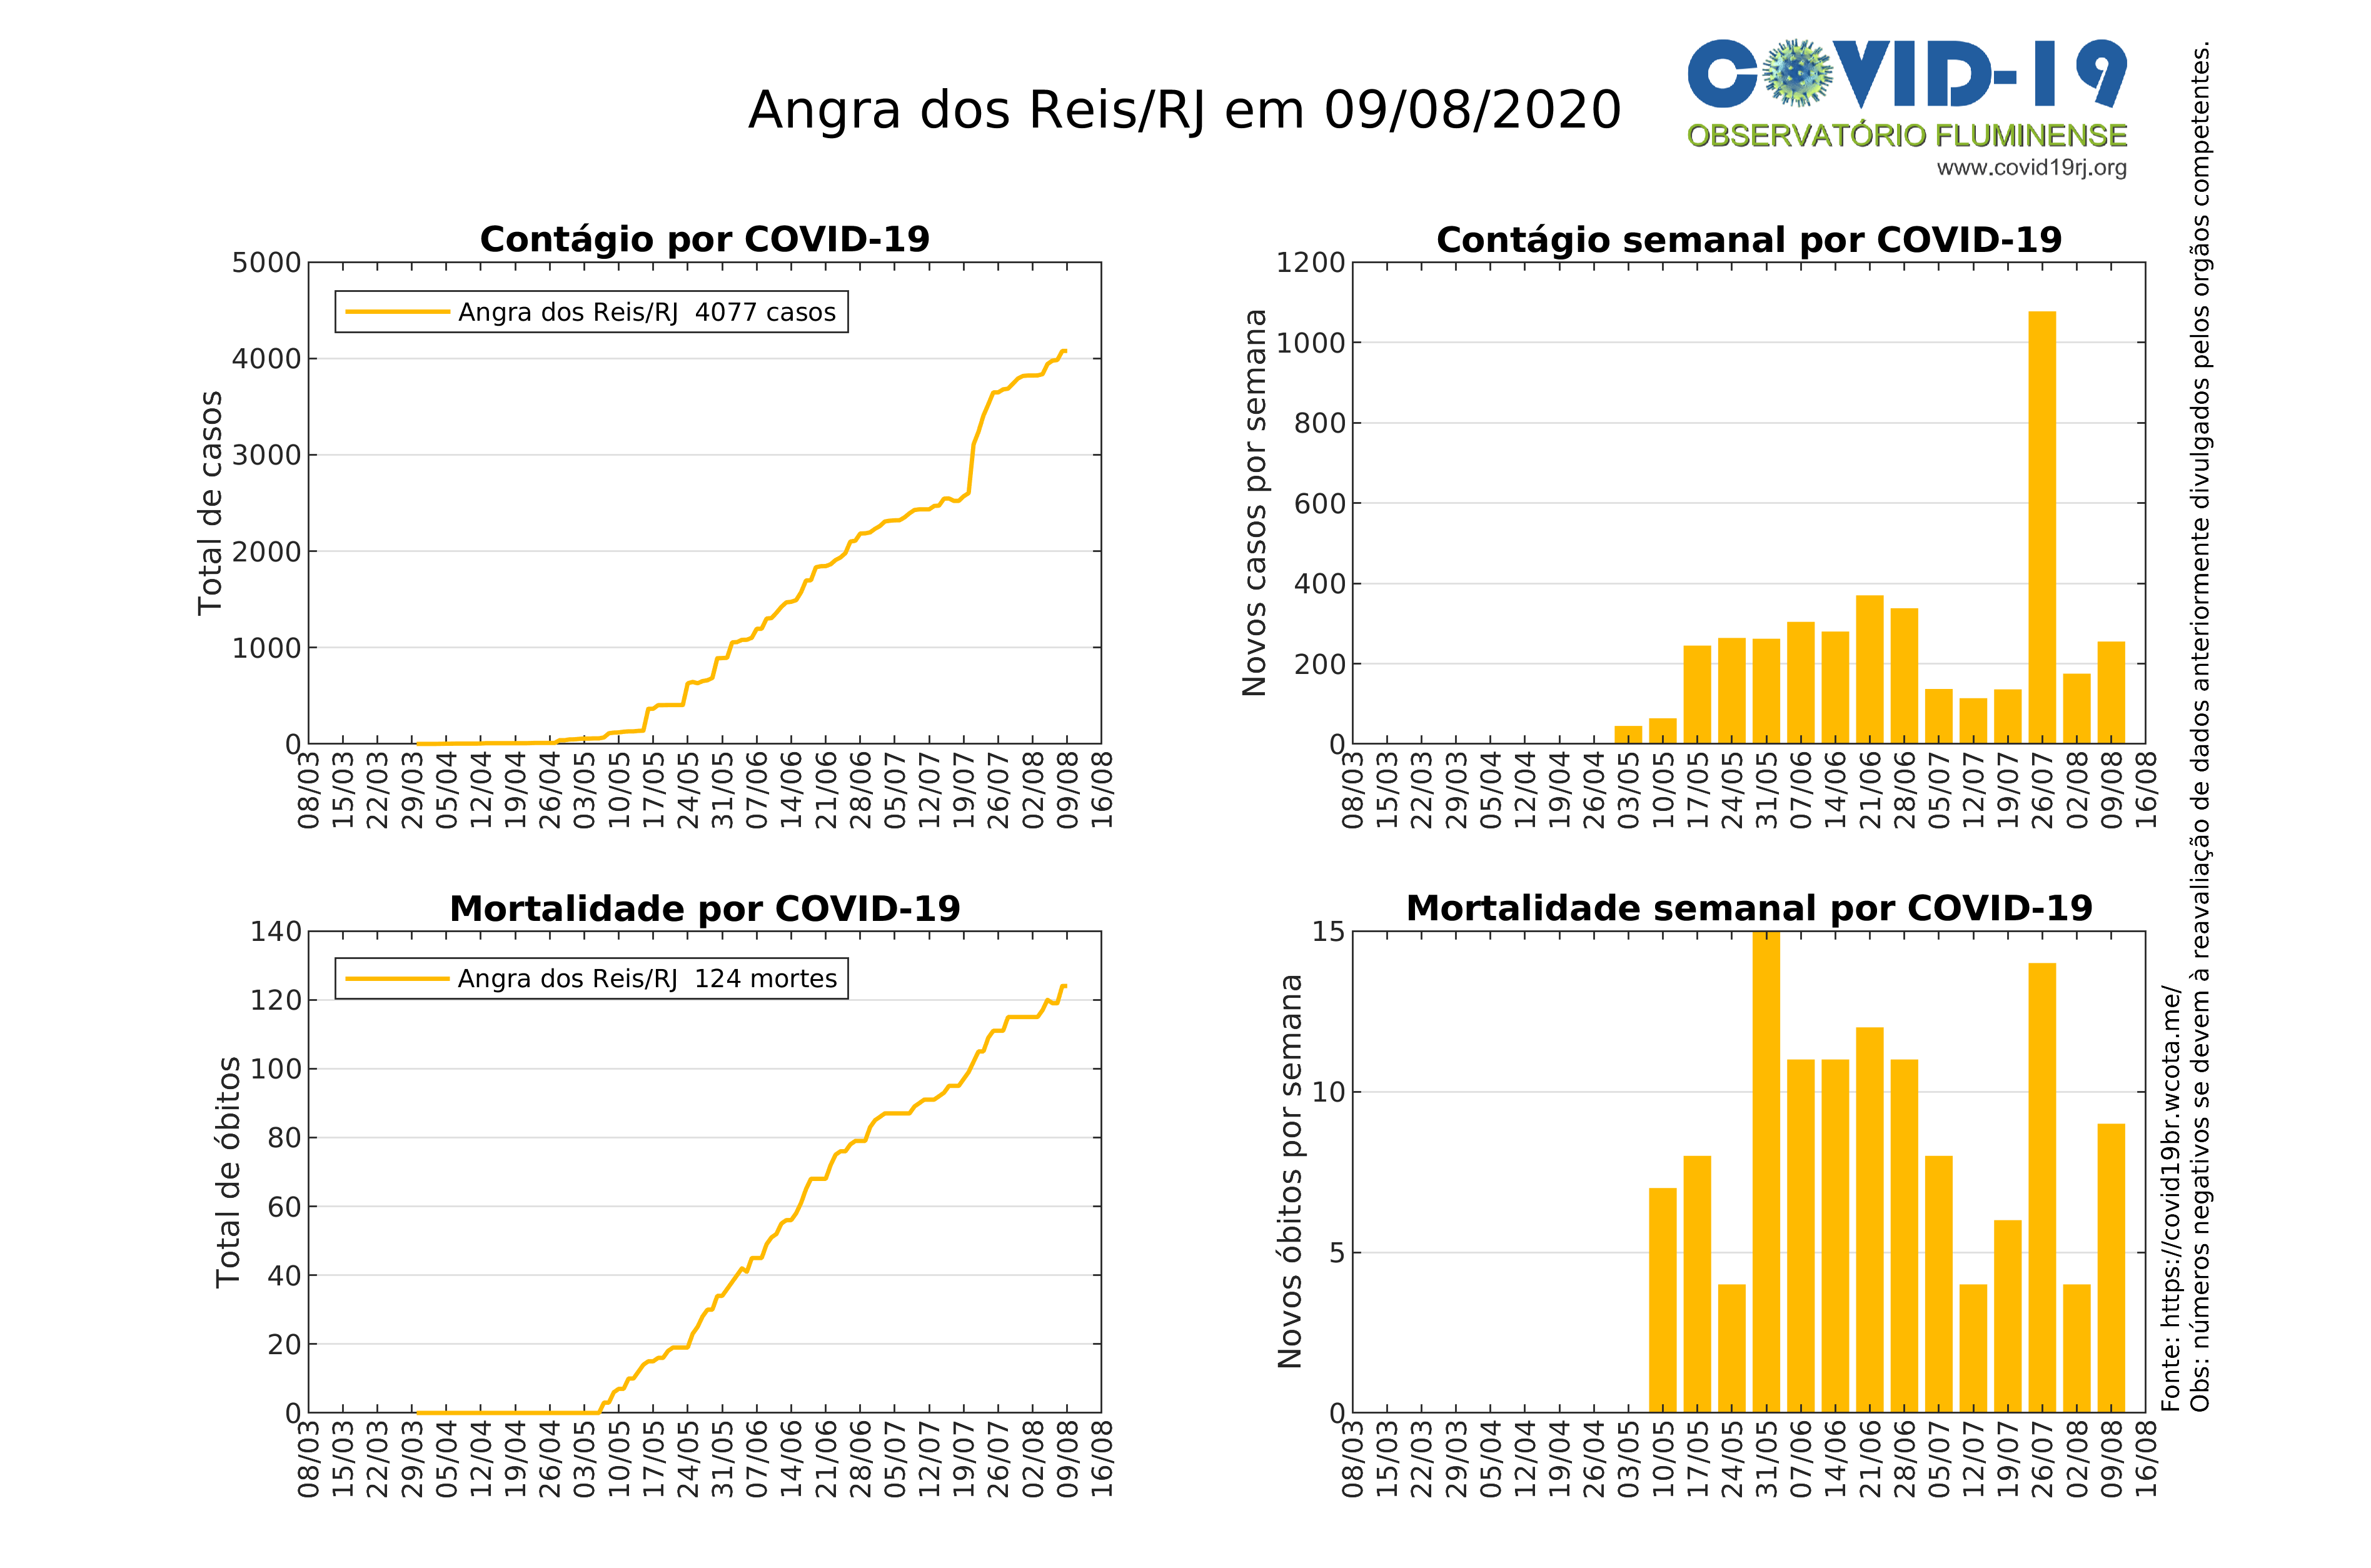 Angra dos Reis/RJ em 09/08/2020
COVID-19
OBSERVATÓRIO FLUMINENSE
www.covid19rj.org
Contágio por COVID-19
Total de casos
5000
4000
3000
2000
1000
0
Angra dos Reis/RJ 4077 casos
08/03 15/03 22/03 29/03 05/04 12/04 19/04 26/04 03/05 10/05 17/05 24/05 31/05 07/06 14/06 21/06 28/06 05/07 12/07 19/07 26/07 02/08 09/08 16/08
Contágio semanal por COVID-19
Novos casos por semana
1200
1000
800
600
400
200
0
08/03 15/03 22/03 29/03 05/04 12/04 19/04 26/04 03/05 10/05 17/05 24/05 31/05 07/06 14/06 21/06 28/06 05/07 12/07 19/07 26/07 02/08 09/08 16/08
Mortalidade por COVID-19
Total de óbitos
140
120
100
80
60
40
20
0
Angra dos Reis/RJ 124 mortes
08/03 15/03 22/03 29/03 05/04 12/04 19/04 26/04 03/05 10/05 17/05 24/05 31/05 07/06 14/06 21/06 28/06 05/07 12/07 19/07 26/07 02/08 09/08 16/08
Mortalidade semanal por COVID-19
Novos óbitos por semana
15
10
5
0
08/03 15/03 22/03 29/03 05/04 12/04 19/04 26/04 03/05 10/05 17/05 24/05 31/05 07/06 14/06 21/06 28/06 05/07 12/07 19/07 26/07 02/08 09/08 16/08
Fonte: https://covid19br.wcota.me/
Obs: números negativos se devem à reavaliação de dados anteriormente divulgados pelos orgãos competentes.